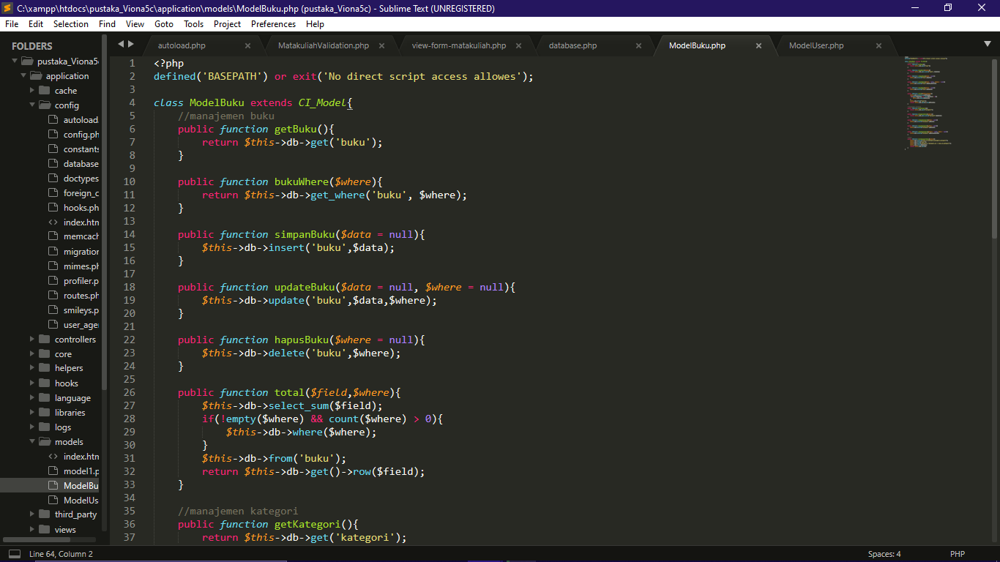 C:\xampp\htdocs\pustaka_Viona5c\application\models\ModelBuku.php (pustaka_Viona5c) - Sublime Text (UNREGISTERED)
File Edit Selection Find View Goto Tools Project Preferences Help
FOLDERS
pustaka_Viona5
application
cache
config
autoload
config.ph
constants
database
doctypes
foreign_c
hooks.ph
index.htm
memcach
migration
mimes.ph
profiler.p
routes.ph
smileys.p
user_age
controllers
core
helpers
hooks
language
libraries
logs
models
index.htm
model1.p
ModelBu
ModelUs
third_party
views
autoload.php MatakuliahValidation.php view-form-matakuliah.php database.php ModelBuku.php ModelUser.php
1 <?php
2 defined('BASEPATH') or exit('No direct script access allowes');
3
4 class ModelBuku extends CI_Model{
5     //manajemen buku
6     public function getBuku(){
7         return $this->db->get('buku');
8     }
9
10     public function bukuWhere($where){
11         return $this->db->get_where('buku', $where);
12     }
13
14     public function simpanBuku($data = null){
15         $this->db->insert('buku',$data);
16     }
17
18     public function updateBuku($data = null, $where = null){
19         $this->db->update('buku',$data,$where);
20     }
21
22     public function hapusBuku($where = null){
23         $this->db->delete('buku',$where);
24     }
25
26     public function total($field,$where){
27         $this->db->select_sum($field);
28         if(!empty($where) && count($where) > 0){
29             $this->db->where($where);
30         }
31         $this->db->from('buku');
32         return $this->db->get()->row($field);
33     }
34
35     //manajemen kategori
36     public function getKategori(){
37         return $this->db->get('kategori');
Line 64, Column 2 Spaces: 4 PHP